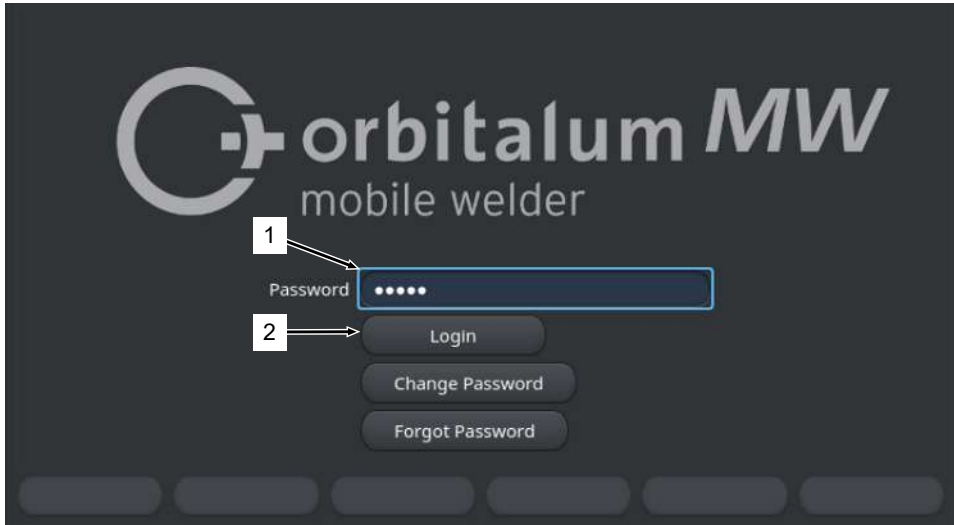 orbitalum MW
mobile welder
1
Password •••••
2
Login
Change Password
Forgot Password